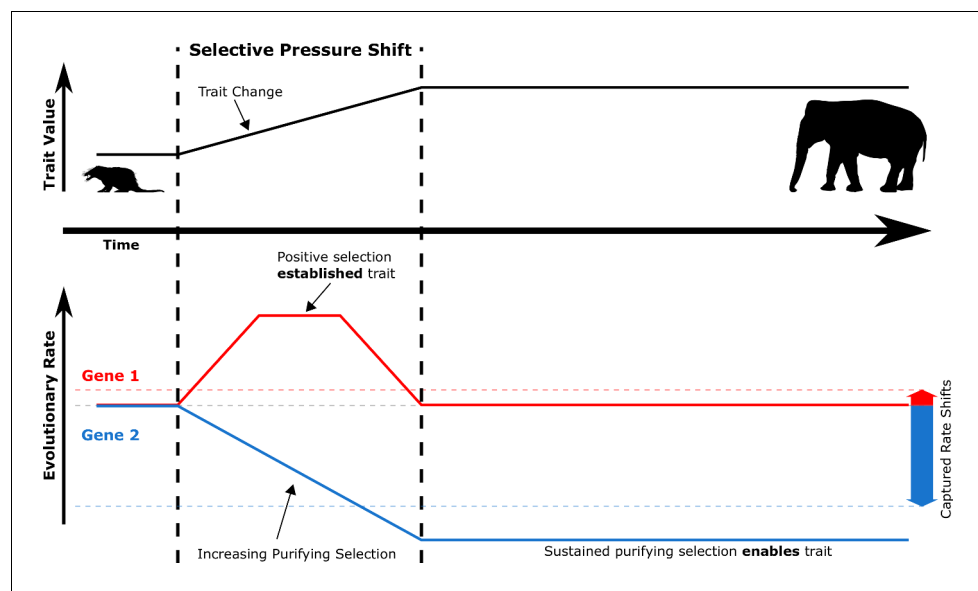 Selective Pressure Shift
Trait Change
Trait Value
Time
Positive selection
established trait
Evolutionary Rate
Gene 1
Gene 2
Captured Rate Shifts
Increasing Purifying Selection
Sustained purifying selection enables trait